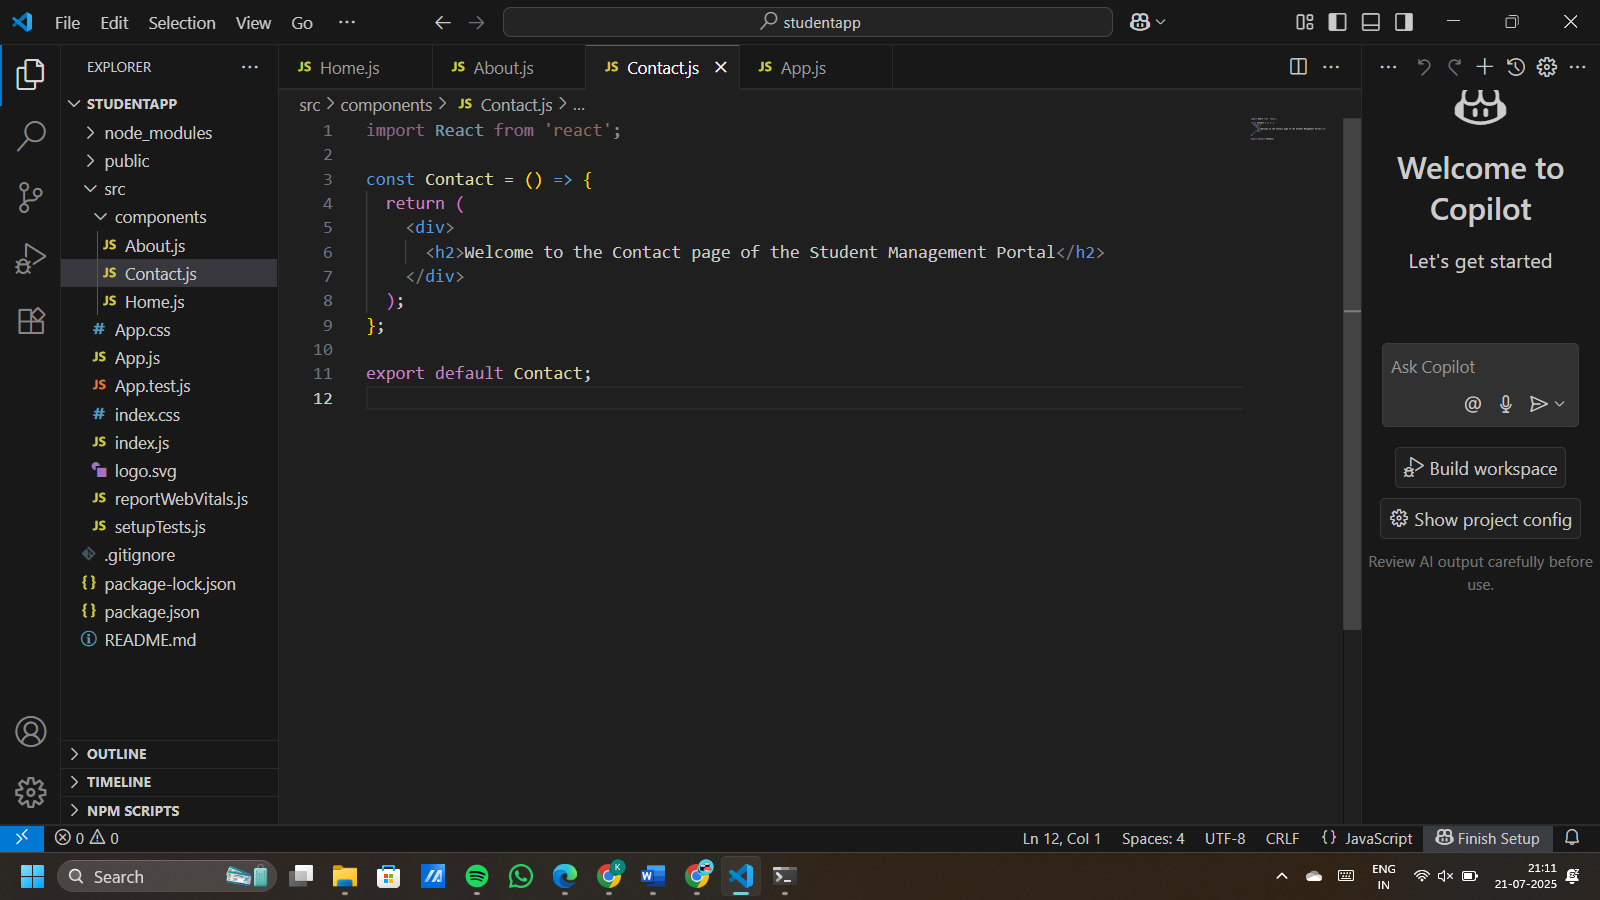 File Edit Selection View Go ...
studentapp
EXPLORER ...
STUDENTAPP
node_modules
public
src
components
JS About.js
JS Contact.js
JS Home.js
# App.css
JS App.js
JS App.test.js
# index.css
JS index.js
logo.svg
JS reportWebVitals.js
JS setupTests.js
.gitignore
{} package-lock.json
{} package.json
README.md
OUTLINE
TIMELINE
NPM SCRIPTS
JS Home.js JS About.js JS Contact.js JS App.js
src > components > JS Contact.js > ...
1 import React from 'react';
2
3 const Contact = () => {
4 return (
5 <div>
6 <h2>Welcome to the Contact page of the Student Management Portal</h2>
7 </div>
8 );
9 };
10
11 export default Contact;
12
Welcome to
Copilot
Let's get started
Ask Copilot
@
Build workspace
Show project config
Review AI output carefully before
use.
0 0 Ln 12, Col 1 Spaces: 4 UTF-8 CRLF {} JavaScript Finish Setup
Search
K
W
ENG
IN
21:11
21-07-2025